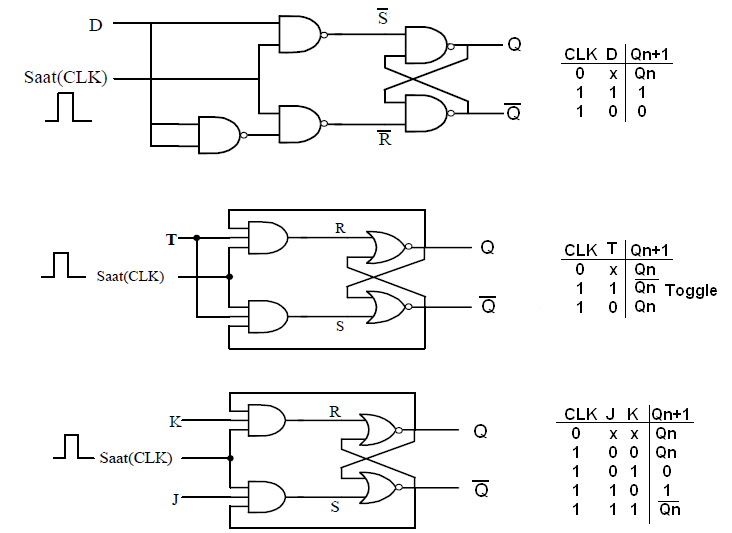 D
S̅
Q
Saat(CLK)
R̅
Q̅
CLK D Qn+1
0 x Qn
1 1 1
1 0 0
T
R
Q
Saat(CLK)
S
Q̅
CLK T Qn+1
0 x Qn
1 1 Q̅n̅ Toggle
1 0 Qn
K
R
Q
Saat(CLK)
J
S
Q̅
CLK J K Qn+1
0 x x Qn
1 0 0 Qn
1 0 1 0
1 1 0 1
1 1 1 Q̅n̅